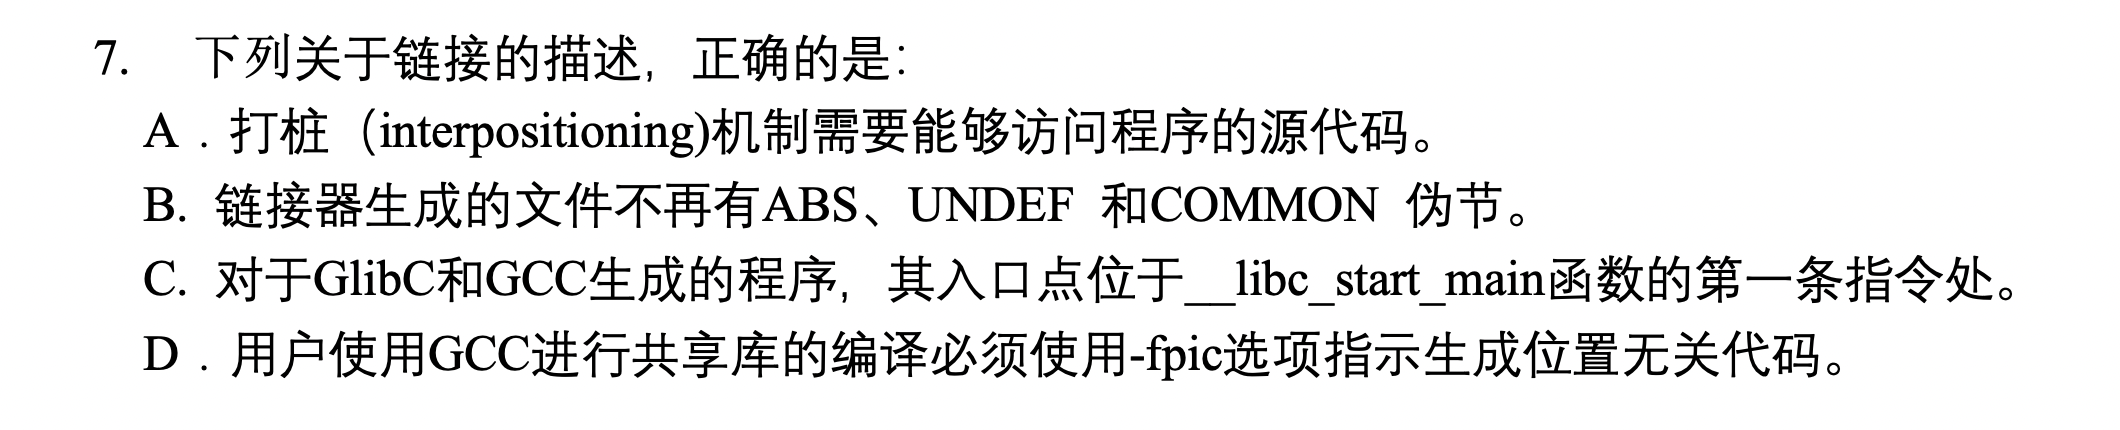 7. 下列关于链接的描述，正确的是：
A．打桩（interpositioning)机制需要能够访问程序的源代码。
B. 链接器生成的文件不再有ABS、UNDEF 和COMMON 伪节。
C. 对于GlibC和GCC生成的程序，其入口点位于__libc_start_main函数的第一条指令处。
D．用户使用GCC进行共享库的编译必须使用-fpic选项指示生成位置无关代码。